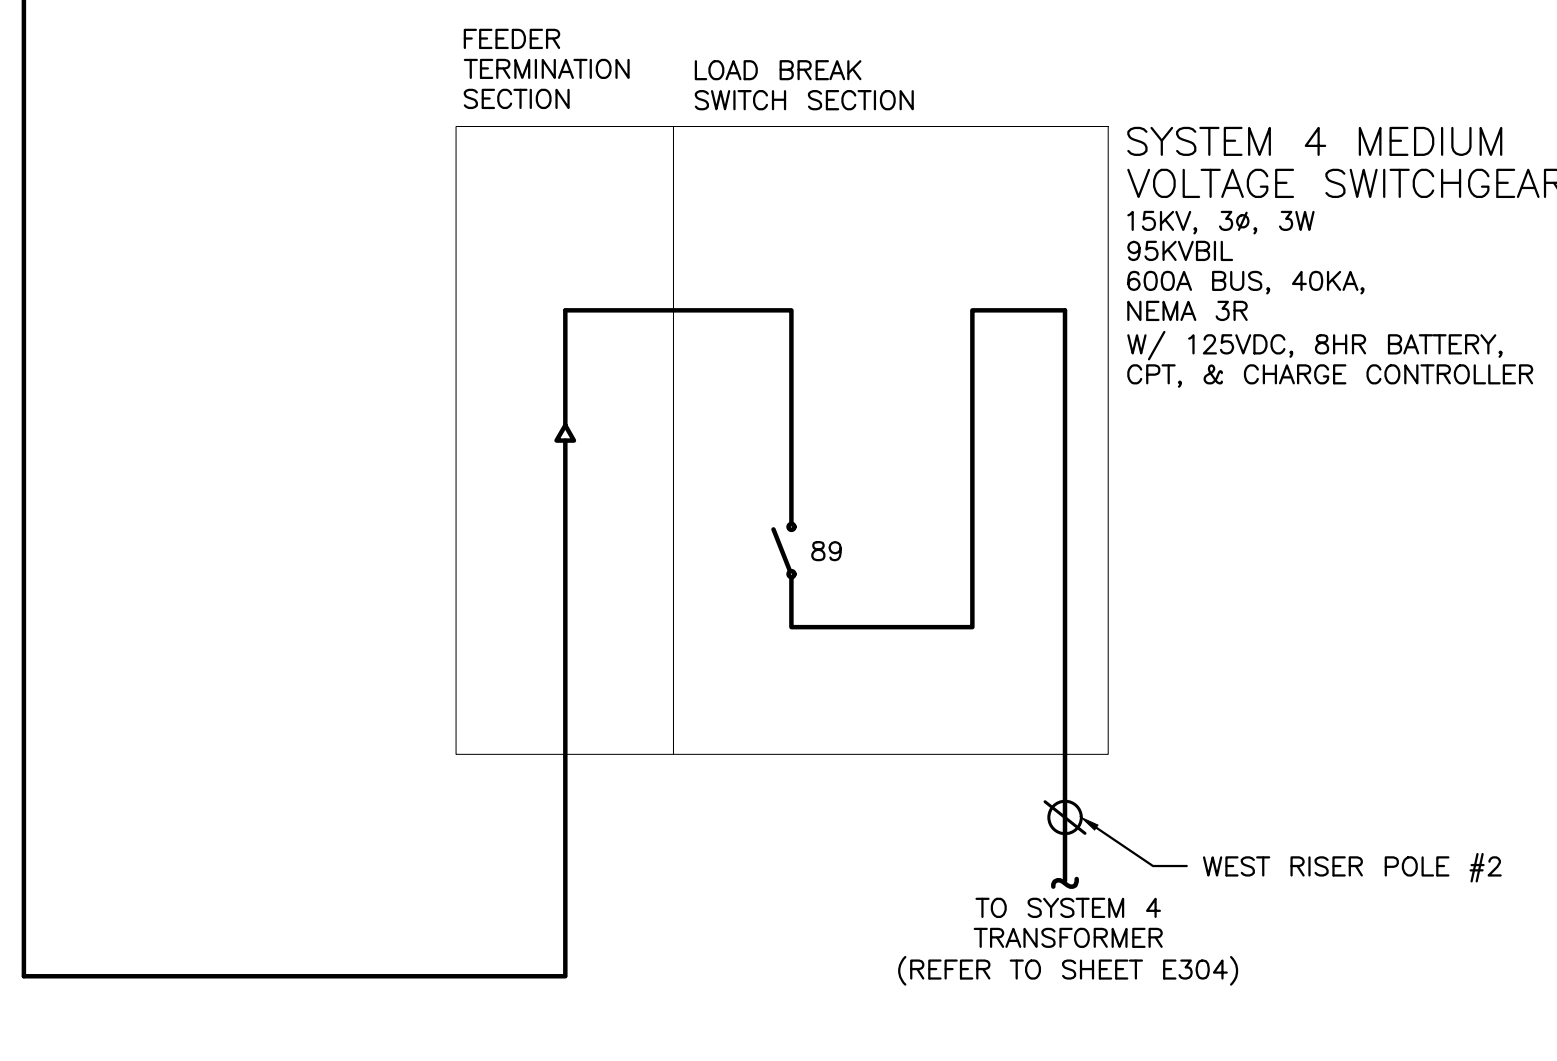 FEEDER
TERMINATION
SECTION
LOAD BREAK
SWITCH SECTION
SYSTEM 4 MEDIUM
VOLTAGE SWITCHGEAR
15KV, 3ø, 3W
95KVBIL
600A BUS, 40KA,
NEMA 3R
W/ 125VDC, 8HR BATTERY,
CPT, & CHARGE CONTROLLER
89
WEST RISER POLE #2
TO SYSTEM 4
TRANSFORMER
(REFER TO SHEET E304)